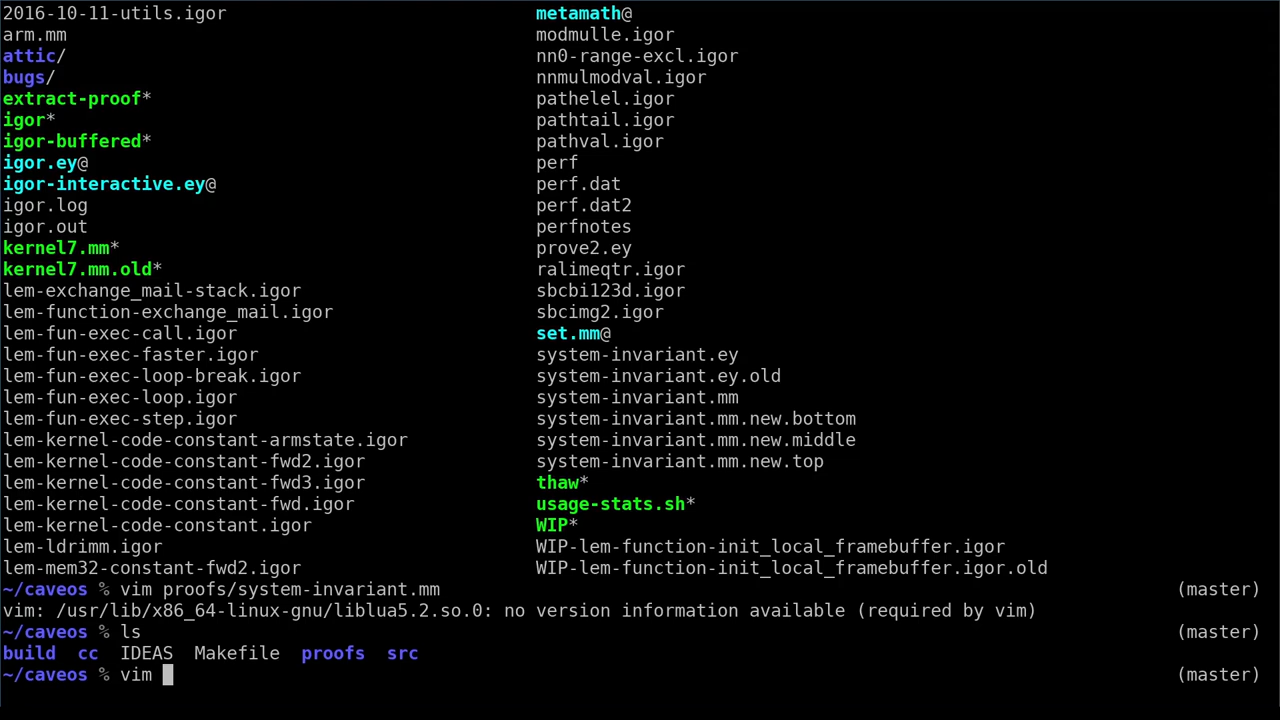 2016-10-11-utils.igor metamath@
arm.mm modmulle.igor
attic/ nn0-range-excl.igor
bugs/ nnmulmodval.igor
extract-proof* pathelel.igor
igor* pathtail.igor
igor-buffered* pathval.igor
igor.ey@ perf
igor-interactive.ey@ perf.dat
igor.log perf.dat2
igor.out perfnotes
kernel7.mm* prove2.ey
kernel7.mm.old* ralimeqtr.igor
lem-exchange_mail-stack.igor sbcbi123d.igor
lem-function-exchange_mail.igor sbcimg2.igor
lem-fun-exec-call.igor set.mm@
lem-fun-exec-faster.igor system-invariant.ey
lem-fun-exec-loop-break.igor system-invariant.ey.old
lem-fun-exec-loop.igor system-invariant.mm
lem-fun-exec-step.igor system-invariant.mm.new.bottom
lem-kernel-code-constant-armstate.igor system-invariant.mm.new.middle
lem-kernel-code-constant-fwd2.igor system-invariant.mm.new.top
lem-kernel-code-constant-fwd3.igor thaw*
lem-kernel-code-constant-fwd.igor usage-stats.sh*
lem-kernel-code-constant.igor WIP*
lem-ldrimm.igor WIP-lem-function-init_local_framebuffer.igor
lem-mem32-constant-fwd2.igor WIP-lem-function-init_local_framebuffer.igor.old
~/caveos % vim proofs/system-invariant.mm (master)
vim: /usr/lib/x86_64-linux-gnu/liblua5.2.so.0: no version information available (required by vim)
~/caveos % ls (master)
build cc IDEAS Makefile proofs src
~/caveos % vim (master)